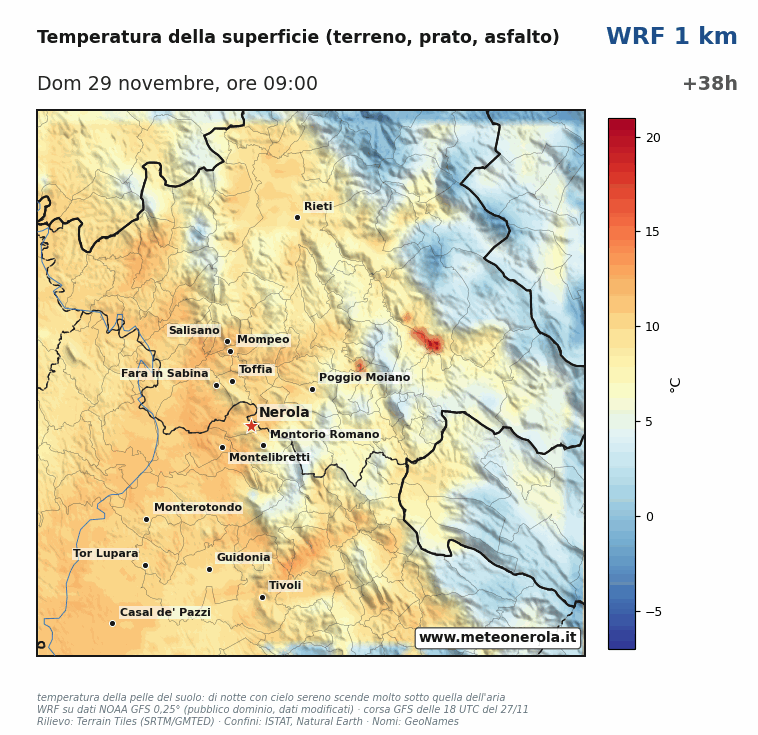 Temperatura della superficie (terreno, prato, asfalto)
WRF 1 km
Dom 29 novembre, ore 09:00
+38h
Rieti
Salisano
Mompeo
Fara in Sabina
Toffia
Poggio Moiano
Nerola
Montorio Romano
Montelibretti
Monterotondo
Tor Lupara
Guidonia
Tivoli
Casal de' Pazzi
www.meteonerola.it
20
15
10
5
0
−5
°C
temperatura della pelle del suolo: di notte con cielo sereno scende molto sotto quella dell'aria
WRF su dati NOAA GFS 0,25° (pubblico dominio, dati modificati) · corsa GFS delle 18 UTC del 27/11
Rilievo: Terrain Tiles (SRTM/GMTED) · Confini: ISTAT, Natural Earth · Nomi: GeoNames